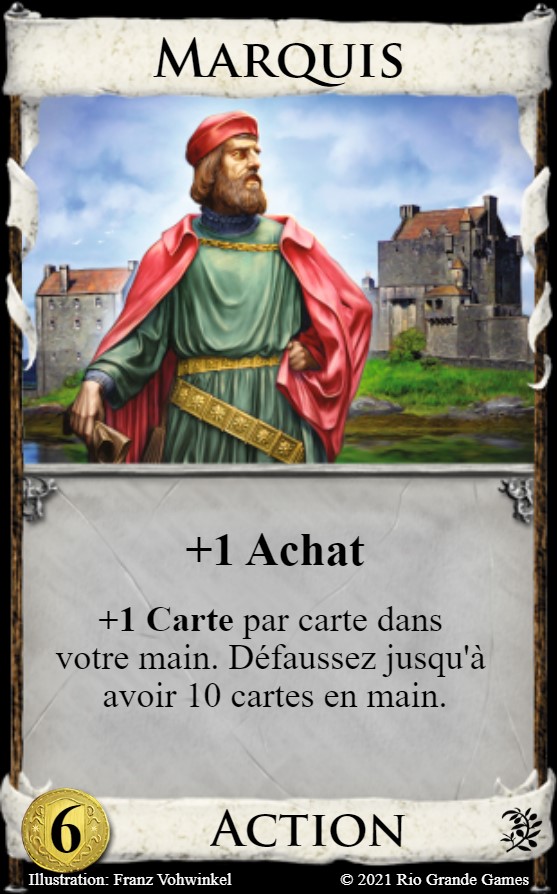 MARQUIS
+1 Achat
+1 Carte par carte dans
votre main. Défaussez jusqu'à
avoir 10 cartes en main.
6
ACTION
Illustration: Franz Vohwinkel
© 2021 Rio Grande Games